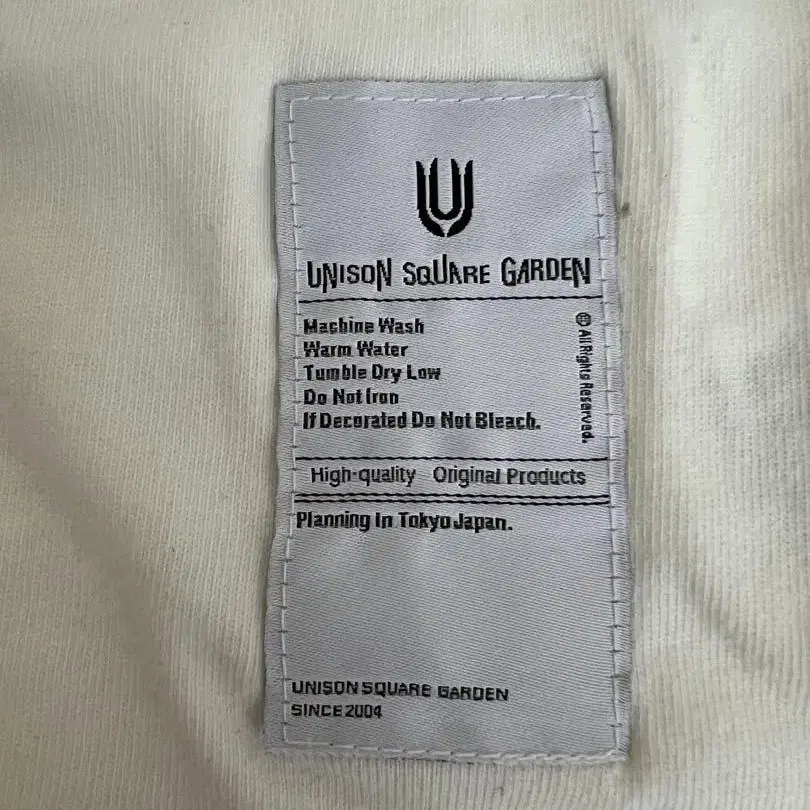 UNISON SQUARE GARDEN
Machine Wash
Warm Water
Tumble Dry Low
Do Not Iron
If Decorated Do Not Bleach.
All Rights Reserved.
High-quality Original Products
Planning In Tokyo Japan.
UNISON SQUARE GARDEN
SINCE 2004